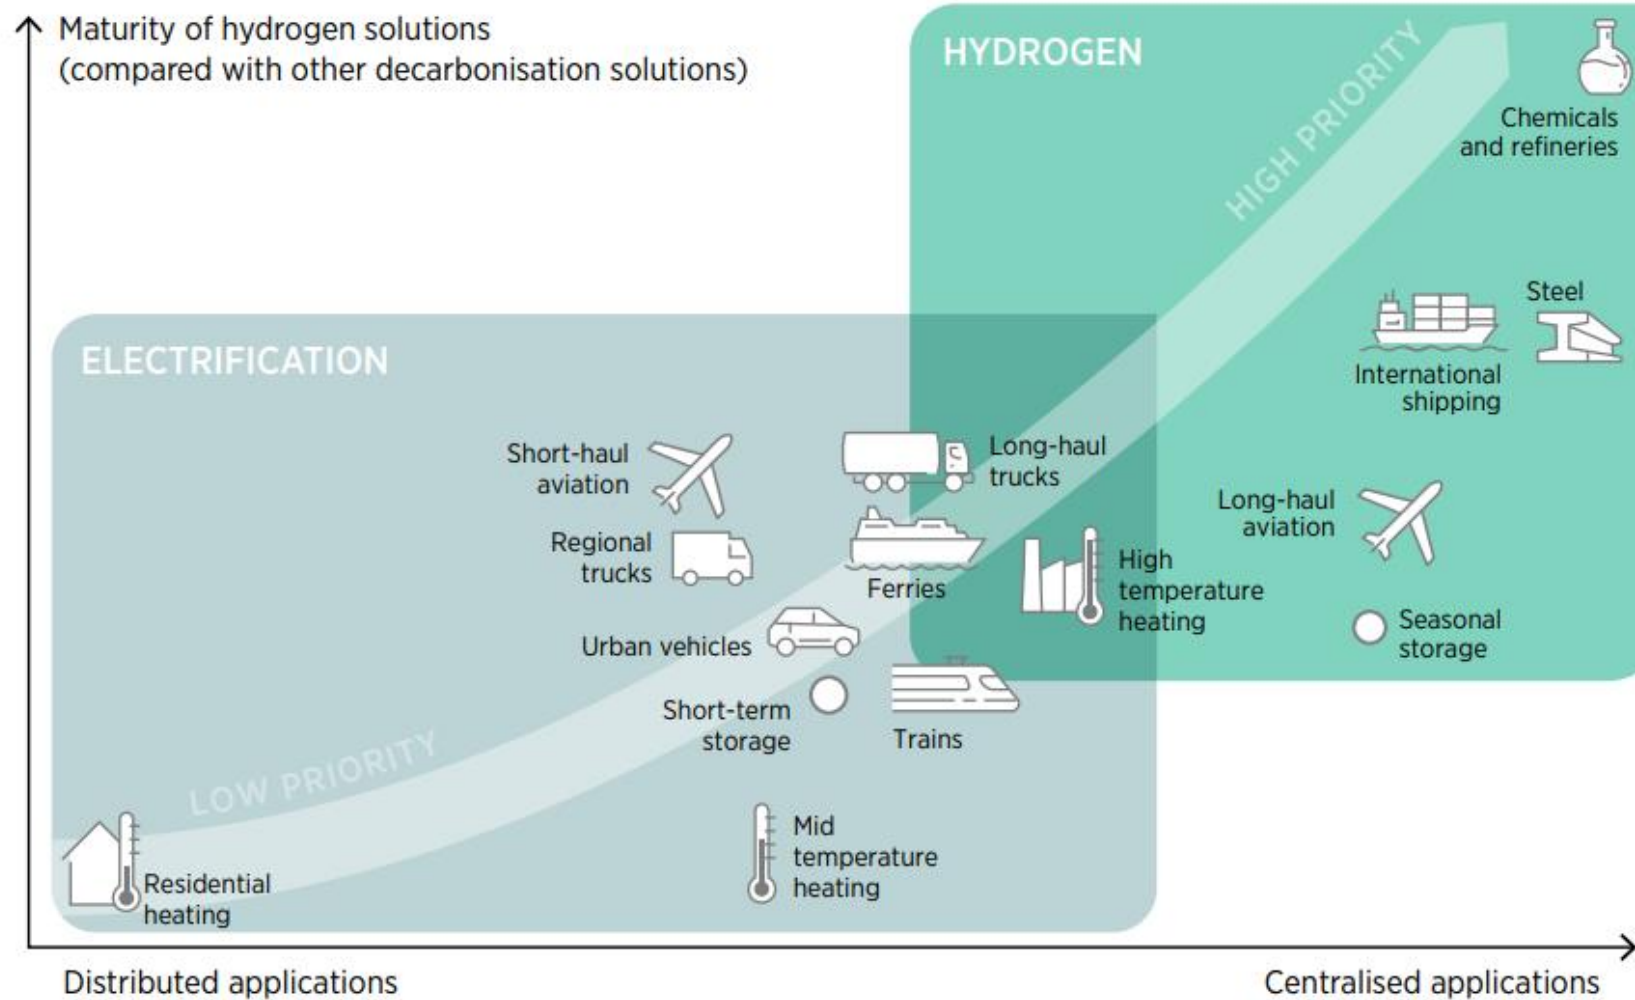 Maturity of hydrogen solutions
(compared with other decarbonisation solutions)
HYDROGEN
HIGH PRIORITY
Chemicals
and refineries
Steel
International
shipping
ELECTRIFICATION
Short-haul
aviation
Long-haul
trucks
Long-haul
aviation
Regional
trucks
Ferries
High
temperature
heating
Seasonal
storage
Urban vehicles
Short-term
storage
Trains
LOW PRIORITY
Mid
temperature
heating
Residential
heating
Distributed applications
Centralised applications